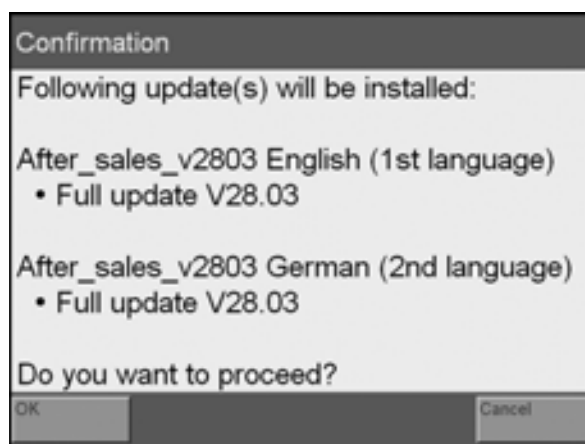 Confirmation
Following update(s) will be installed:
After_sales_v2803 English (1st language)
• Full update V28.03
After_sales_v2803 German (2nd language)
• Full update V28.03
Do you want to proceed?
OK
Cancel